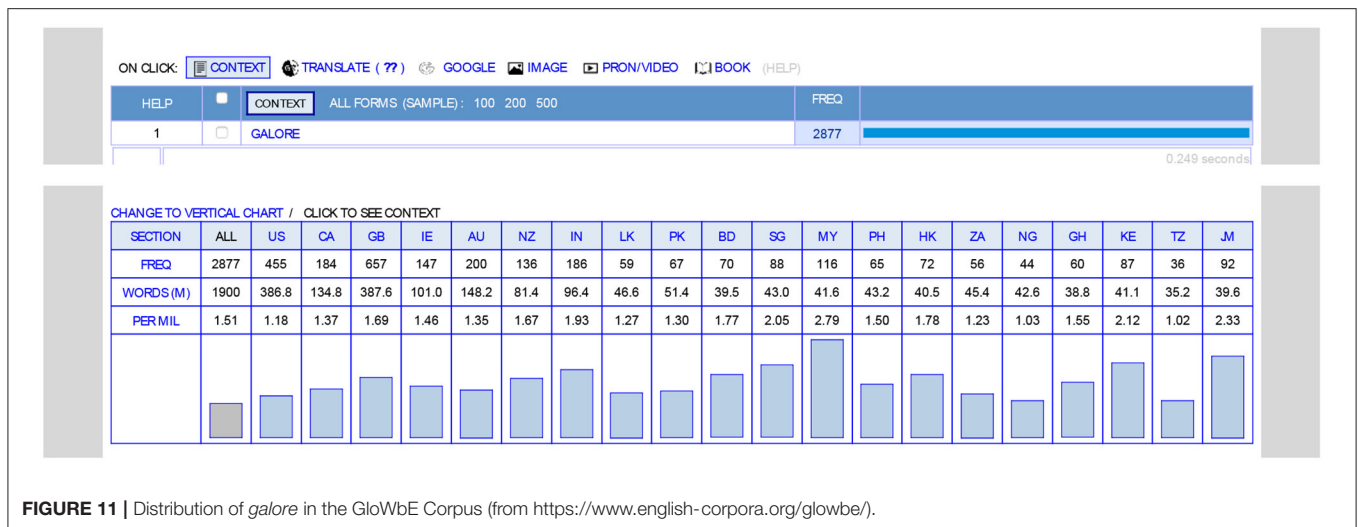 ON CLICK: CONTEXT TRANSLATE ( ?? ) GOOGLE IMAGE PRON/VIDEO BOOK (HELP)
HELP CONTEXT ALL FORMS (SAMPLE) : 100 200 500 FREQ
1 GALORE 2877
0.249 seconds
CHANGE TO VERTICAL CHART / CLICK TO SEE CONTEXT
SECTION ALL US CA GB IE AU NZ IN LK PK BD SG MY PH HK ZA NG GH KE TZ JM
FREQ 2877 455 184 657 147 200 136 186 59 67 70 88 116 65 72 56 44 60 87 36 92
WORDS (M) 1900 386.8 134.8 387.6 101.0 148.2 81.4 96.4 46.6 51.4 39.5 43.0 41.6 43.2 40.5 45.4 42.6 38.8 41.1 35.2 39.6
PER MIL 1.51 1.18 1.37 1.69 1.46 1.35 1.67 1.93 1.27 1.30 1.77 2.05 2.79 1.50 1.78 1.23 1.03 1.55 2.12 1.02 2.33
FIGURE 11 | Distribution of galore in the GloWbE Corpus (from https://www.english-corpora.org/glowbe/).